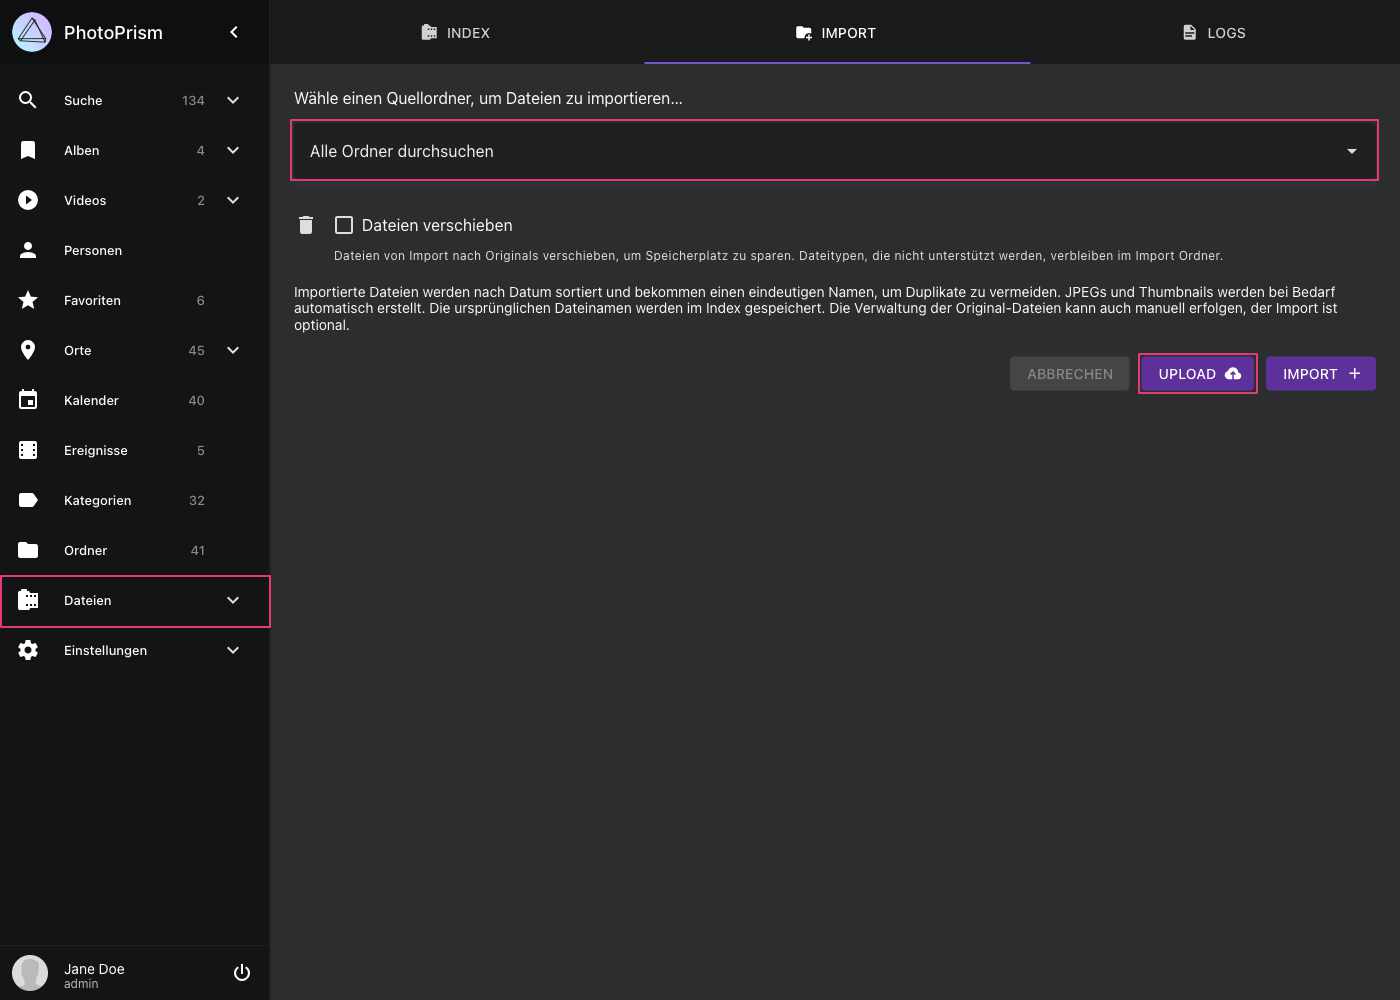 PhotoPrism
INDEX
IMPORT
LOGS
Suche 134
Alben 4
Videos 2
Personen
Favoriten 6
Orte 45
Kalender 40
Ereignisse 5
Kategorien 32
Ordner 41
Dateien
Einstellungen
Jane Doe
admin
Wähle einen Quellordner, um Dateien zu importieren...
Alle Ordner durchsuchen
Dateien verschieben
Dateien von Import nach Originals verschieben, um Speicherplatz zu sparen. Dateitypen, die nicht unterstützt werden, verbleiben im Import Ordner.
Importierte Dateien werden nach Datum sortiert und bekommen einen eindeutigen Namen, um Duplikate zu vermeiden. JPEGs und Thumbnails werden bei Bedarf
automatisch erstellt. Die ursprünglichen Dateinamen werden im Index gespeichert. Die Verwaltung der Original-Dateien kann auch manuell erfolgen, der Import ist
optional.
ABBRECHEN
UPLOAD
IMPORT